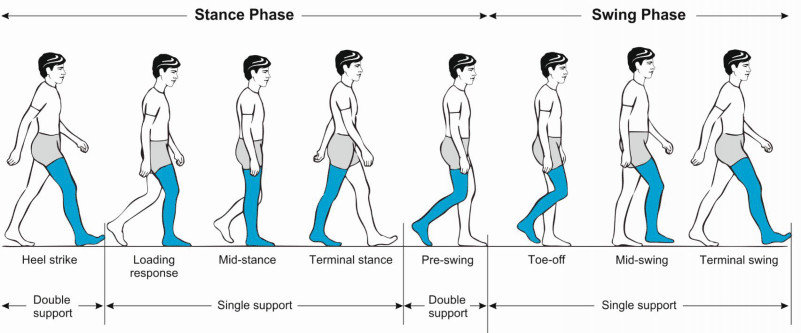 Stance Phase
Swing Phase
Heel strike
Loading
response
Mid-stance
Terminal stance
Pre-swing
Toe-off
Mid-swing
Terminal swing
Double
support
Single support
Double
support
Single support